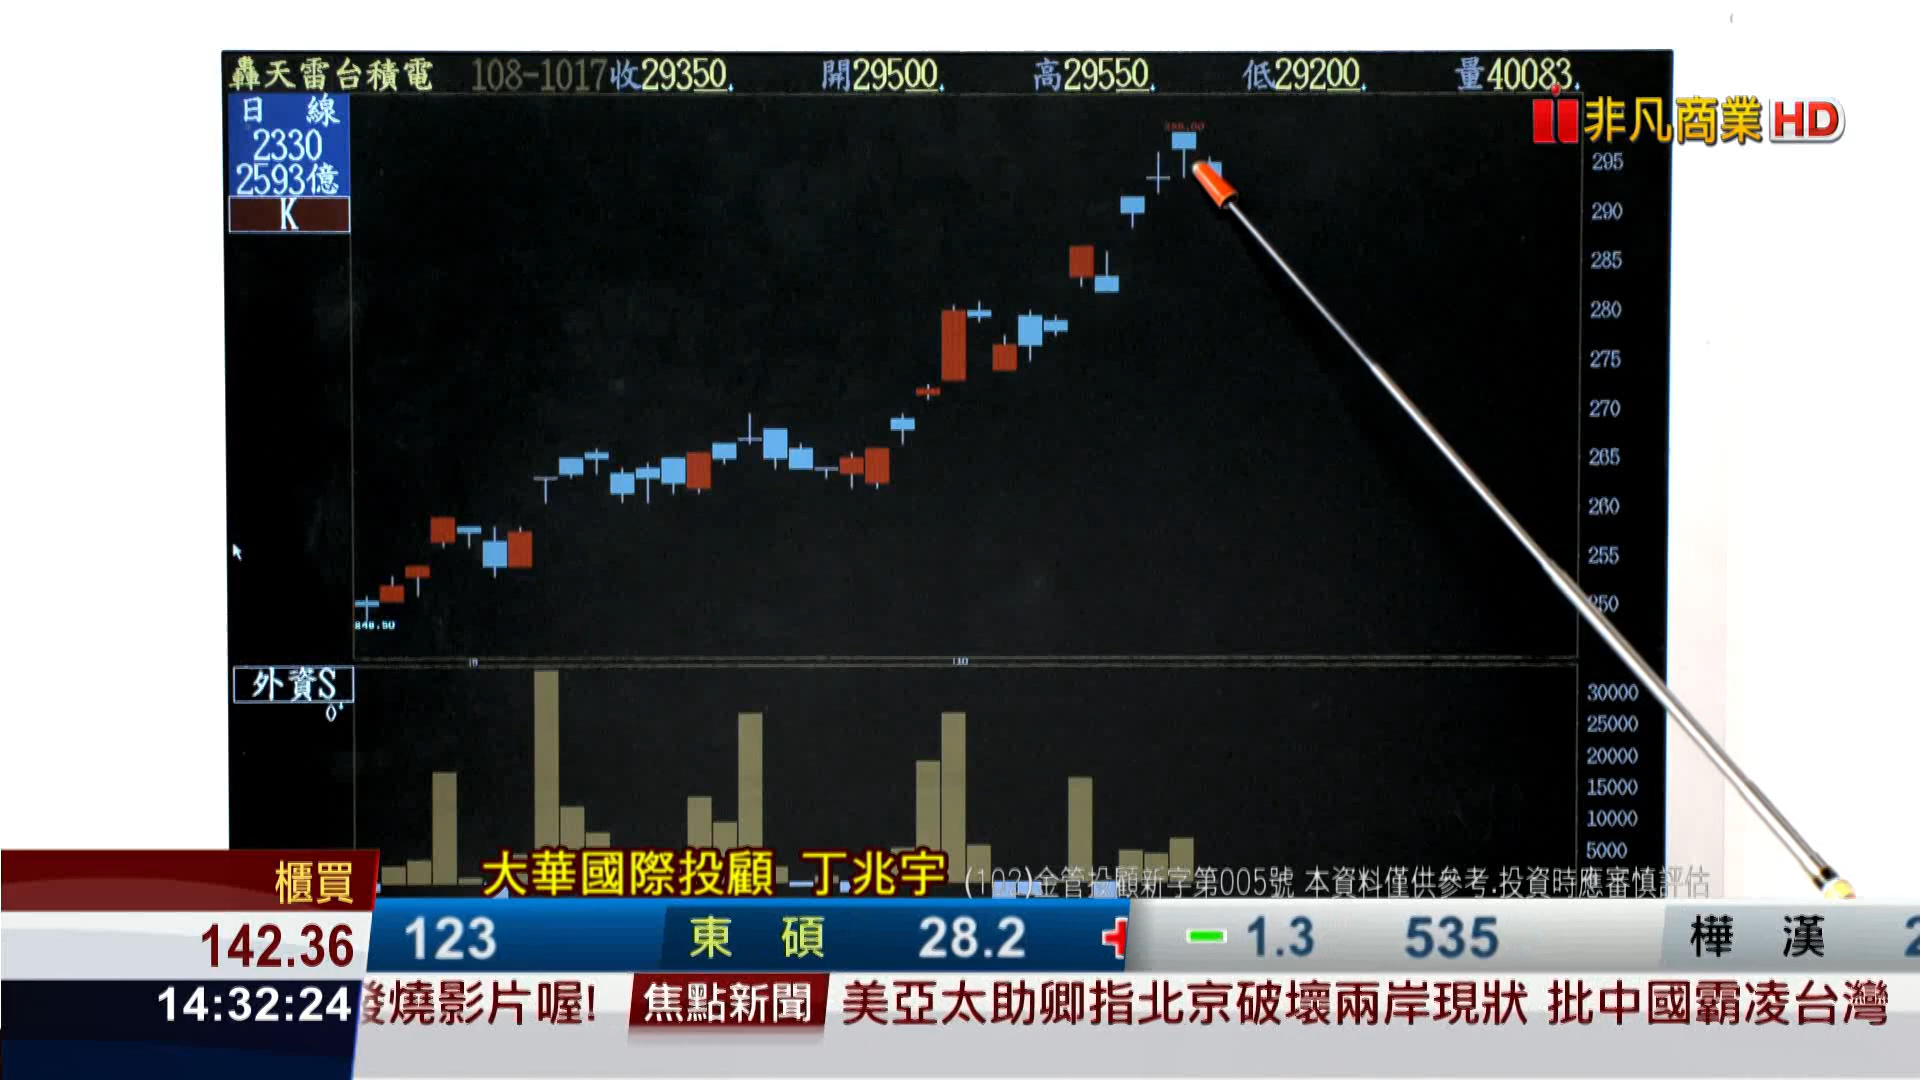 轟天雷台積電 108-1017收29350 開29500 高29550 低29200 量40083
日 線
2330
2593億
K
非凡商業HD
295
290
285
280
275
270
265
260
255
250
248.50
9
10
外資S
0
30000
25000
20000
15000
10000
5000
大華國際投顧 丁兆宇
(102)金管投顧新字第005號 本資料僅供參考.投資時應審慎評估
櫃買
142.36
123 東 碩 28.2
1.3 535 樺 漢
14:32:24
燒影片喔! 焦點新聞 美亞太助卿指北京破壞兩岸現狀 批中國霸凌台灣